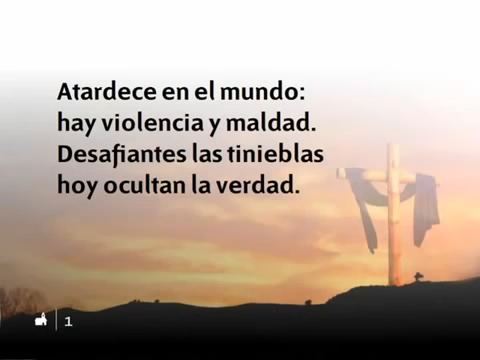 Atardece en el mundo:
hay violencia y maldad.
Desafiantes las tinieblas
hoy ocultan la verdad.
1